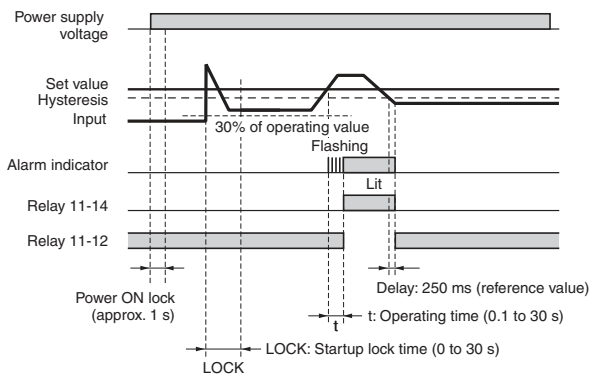 Power supply
voltage
Set value
Hysteresis
Input
30% of operating value
Flashing
Alarm indicator
Lit
Relay 11-14
Relay 11-12
Power ON lock
(approx. 1 s)
Delay: 250 ms (reference value)
t
t: Operating time (0.1 to 30 s)
LOCK
LOCK: Startup lock time (0 to 30 s)